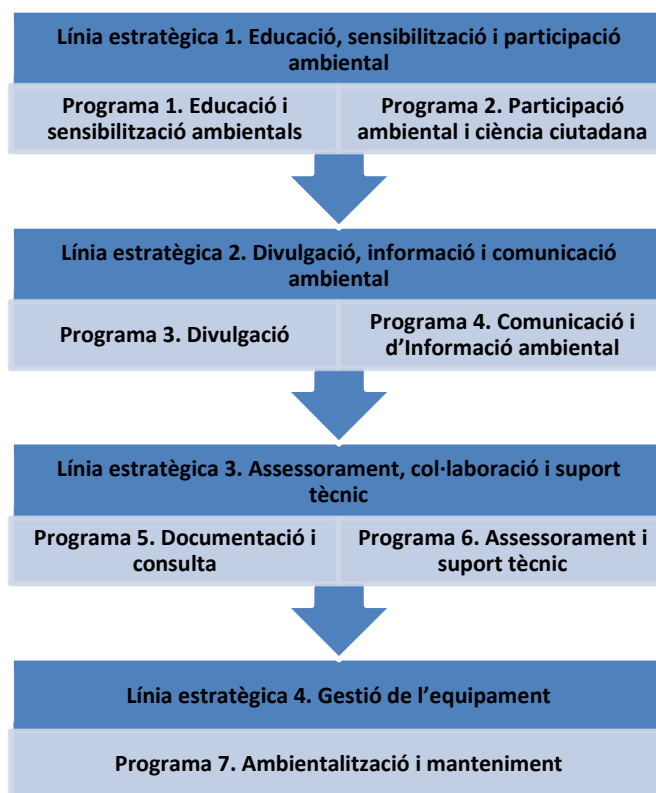 Línia estratègica 1. Educació, sensibilització i participació
ambiental
Programa 1. Educació i
sensibilització ambientals
Programa 2. Participació
ambiental i ciència ciutadana
Línia estratègica 2. Divulgació, informació i comunicació
ambiental
Programa 3. Divulgació
Programa 4. Comunicació i
d'Informació ambiental
Línia estratègica 3. Assessorament, col·laboració i suport
tècnic
Programa 5. Documentació i
consulta
Programa 6. Assessorament i
suport tècnic
Línia estratègica 4. Gestió de l'equipament
Programa 7. Ambientalització i manteniment